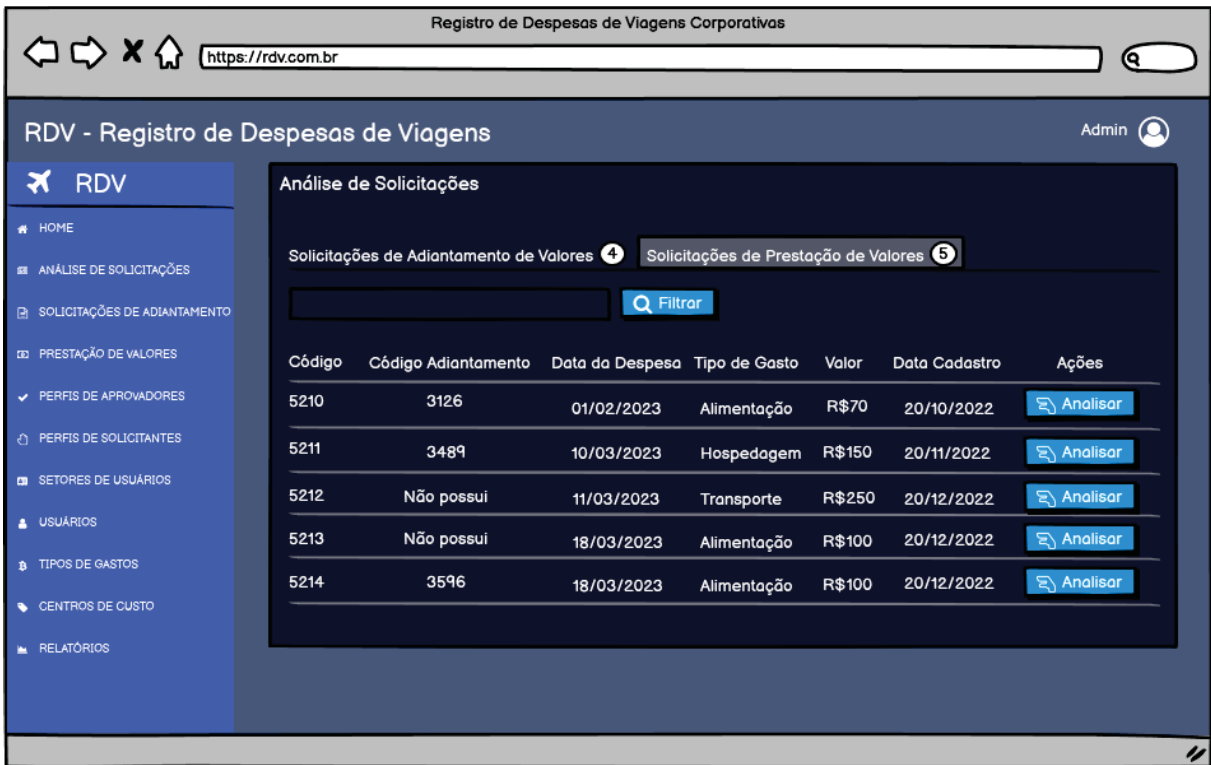 Registro de Despesas de Viagens Corporativas
https://rdv.com.br
RDV - Registro de Despesas de Viagens
Admin
RDV
HOME
ANÁLISE DE SOLICITAÇÕES
SOLICITAÇÕES DE ADIANTAMENTO
PRESTAÇÃO DE VALORES
PERFIS DE APROVADORES
PERFIS DE SOLICITANTES
SETORES DE USUÁRIOS
USUÁRIOS
TIPOS DE GASTOS
CENTROS DE CUSTO
RELATÓRIOS
Análise de Solicitações
Solicitações de Adiantamento de Valores 4 Solicitações de Prestação de Valores 5
Filtrar
Código Código Adiantamento Data da Despesa Tipo de Gasto Valor Data Cadastro Ações
5210 3126 01/02/2023 Alimentação R$70 20/10/2022 Analisar
5211 3489 10/03/2023 Hospedagem R$150 20/11/2022 Analisar
5212 Não possui 11/03/2023 Transporte R$250 20/12/2022 Analisar
5213 Não possui 18/03/2023 Alimentação R$100 20/12/2022 Analisar
5214 3596 18/03/2023 Alimentação R$100 20/12/2022 Analisar